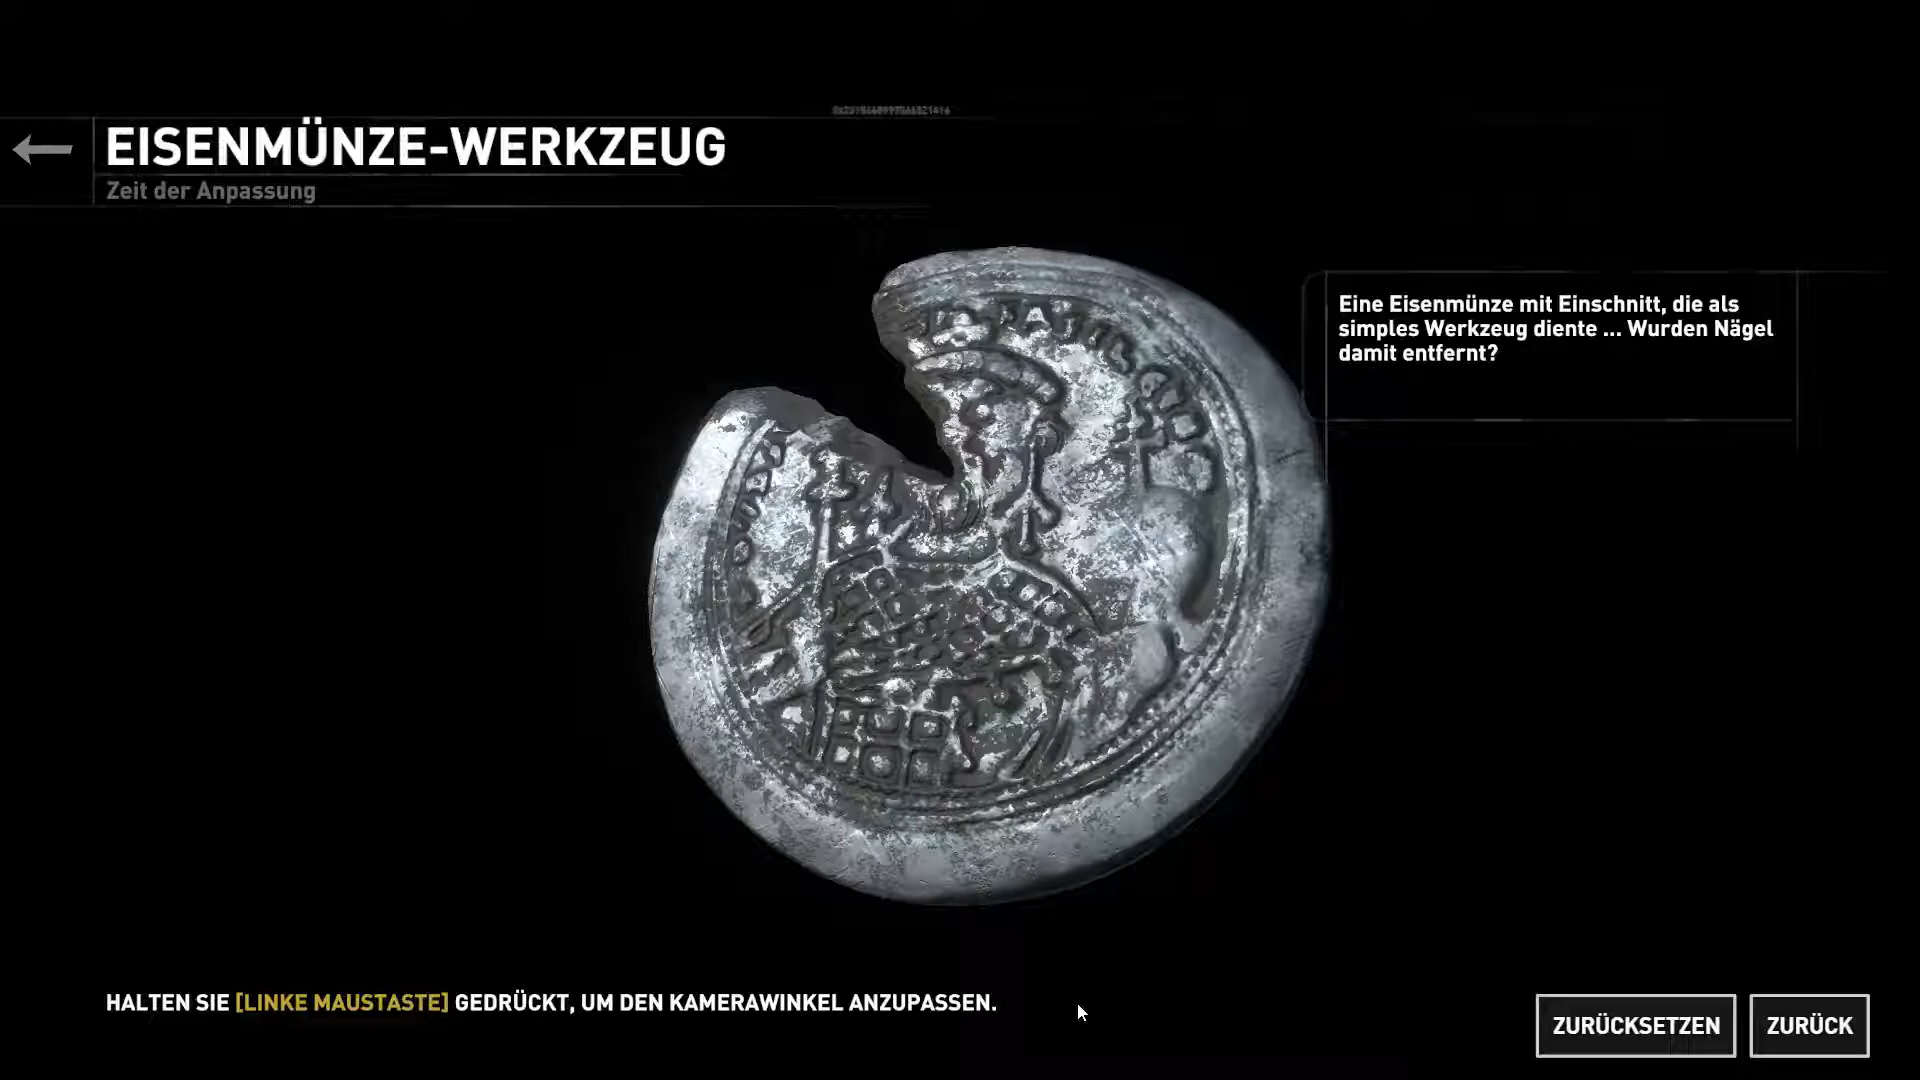 EISENMÜNZE-WERKZEUG
Zeit der Anpassung
Eine Eisenmünze mit Einschnitt, die als
simples Werkzeug diente ... Wurden Nägel
damit entfernt?
HALTEN SIE [LINKE MAUSTASTE] GEDRÜCKT, UM DEN KAMERAWINKEL ANZUPASSEN.
ZURÜCKSETZEN
ZURÜCK